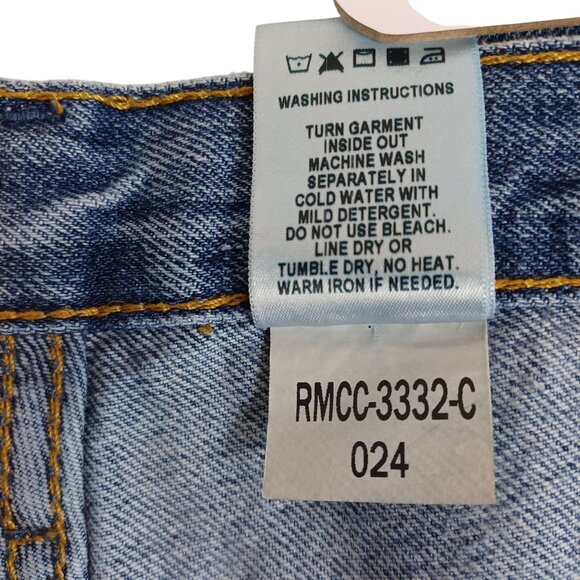 WASHING INSTRUCTIONS
TURN GARMENT
INSIDE OUT
MACHINE WASH
SEPARATELY IN
COLD WATER WITH
MILD DETERGENT.
DO NOT USE BLEACH.
LINE DRY OR
TUMBLE DRY, NO HEAT.
WARM IRON IF NEEDED.
RMCC-3332-C
024